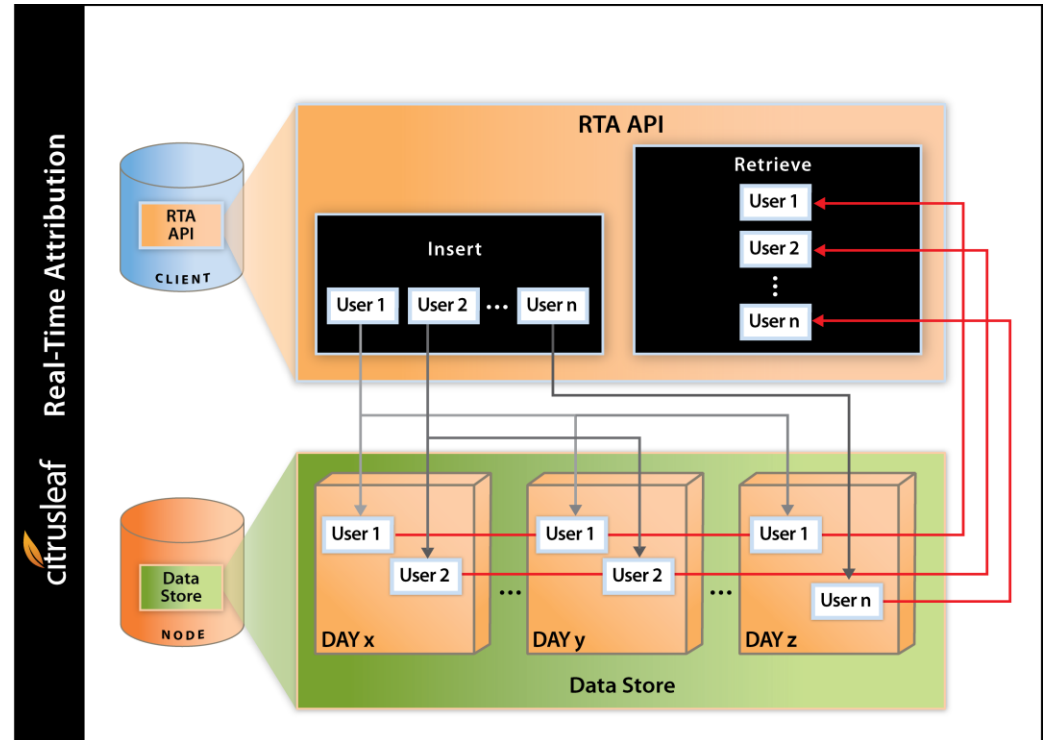 citrusleaf Real-Time Attribution
RTA API
Retrieve
User 1
User 2
⋮
User n
Insert
User 1 User 2 ... User n
RTA
API
CLIENT
User 1 User 1 User 1
User 2 User 2
User n
... ...
DAY x DAY y DAY z
Data Store
Data
Store
NODE